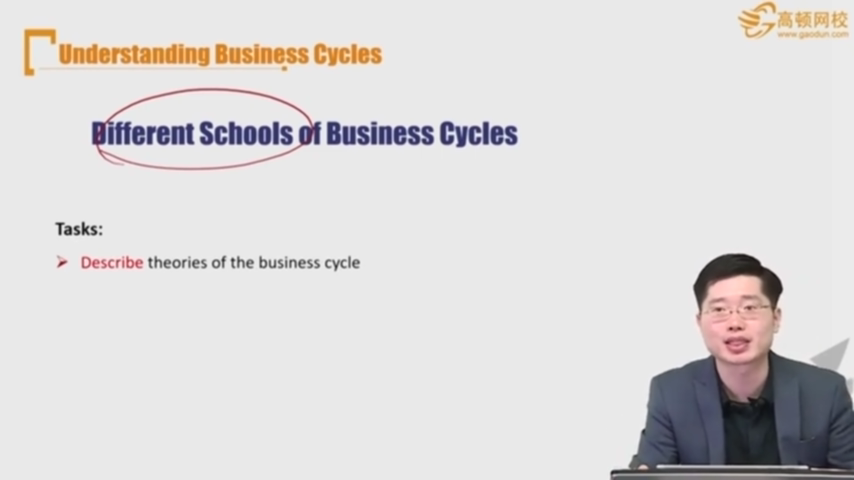 高顿网校
www.gaodun.com
Understanding Business Cycles
Different Schools of Business Cycles
Tasks:
Describe theories of the business cycle